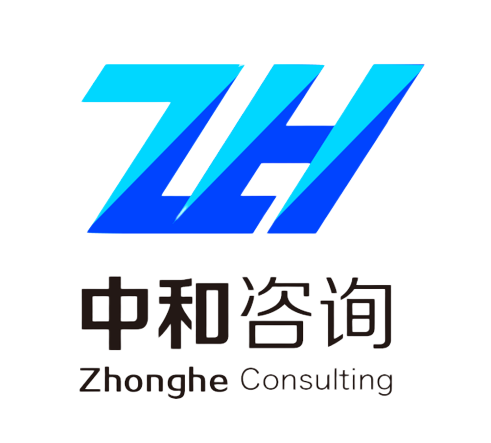 ZH
中和咨询
Zhonghe Consulting